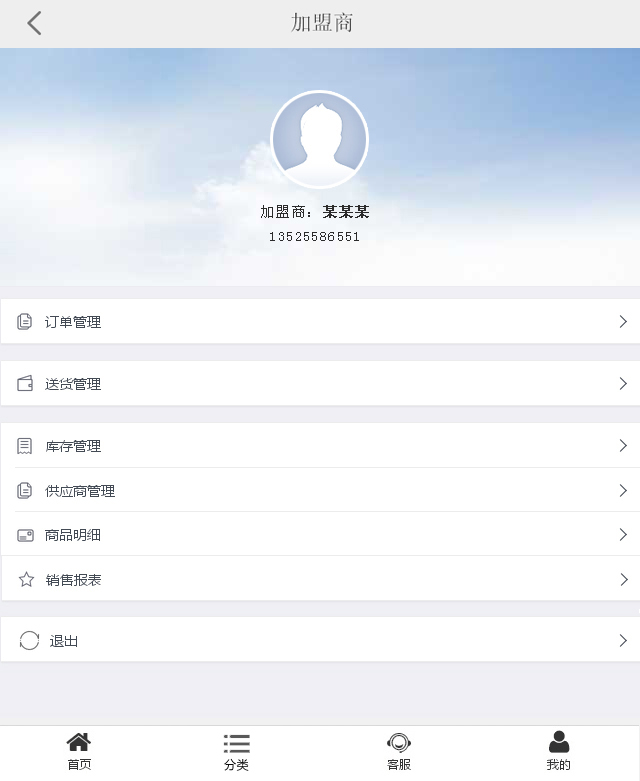 加盟商
加盟商：某某某
13525586551
订单管理
送货管理
库存管理
供应商管理
商品明细
销售报表
退出
首页 分类 客服 我的